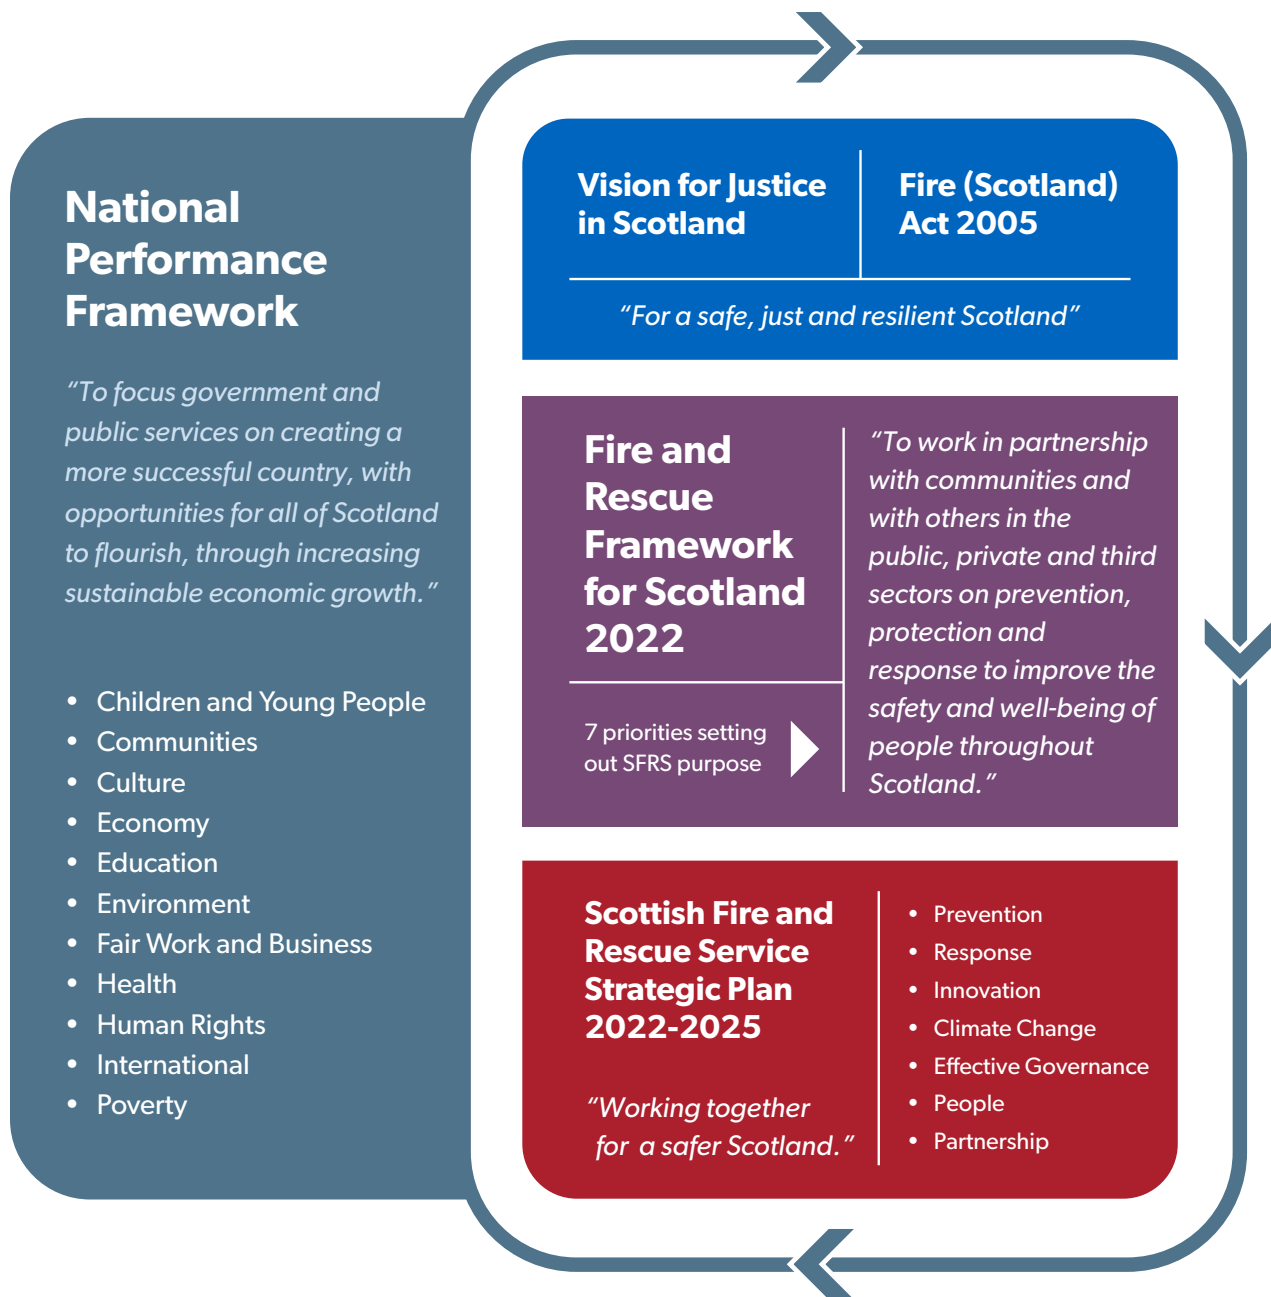 National
Performance
Framework
“To focus government and
public services on creating a
more successful country, with
opportunities for all of Scotland
to flourish, through increasing
sustainable economic growth.”
• Children and Young People
• Communities
• Culture
• Economy
• Education
• Environment
• Fair Work and Business
• Health
• Human Rights
• International
• Poverty
Vision for Justice
in Scotland
Fire (Scotland)
Act 2005
“For a safe, just and resilient Scotland”
Fire and
Rescue
Framework
for Scotland
2022
7 priorities setting
out SFRS purpose
“To work in partnership
with communities and
with others in the
public, private and third
sectors on prevention,
protection and
response to improve the
safety and well-being of
people throughout
Scotland.”
Scottish Fire and
Rescue Service
Strategic Plan
2022-2025
“Working together
for a safer Scotland.”
• Prevention
• Response
• Innovation
• Climate Change
• Effective Governance
• People
• Partnership